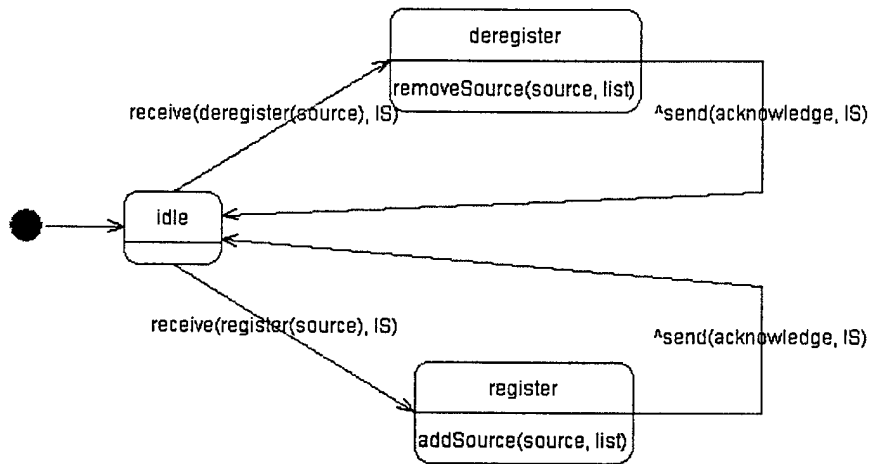 deregister
removeSource(source, list)
receive(deregister(source), IS)
^send(acknowledge, IS)
idle
receive(register(source), IS)
^send(acknowledge, IS)
register
addSource(source, list)